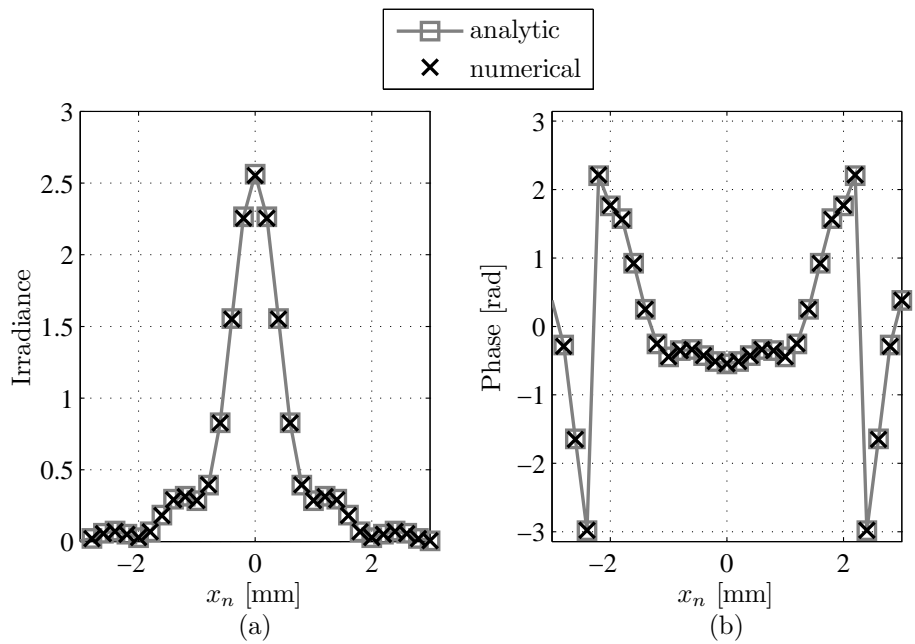 analytic
numerical
3
2.5
2
1.5
1
0.5
0
−2
0
2
Irradiance
x_n [mm]
(a)
3
2
1
0
−1
−2
−3
−2
0
2
Phase [rad]
x_n [mm]
(b)